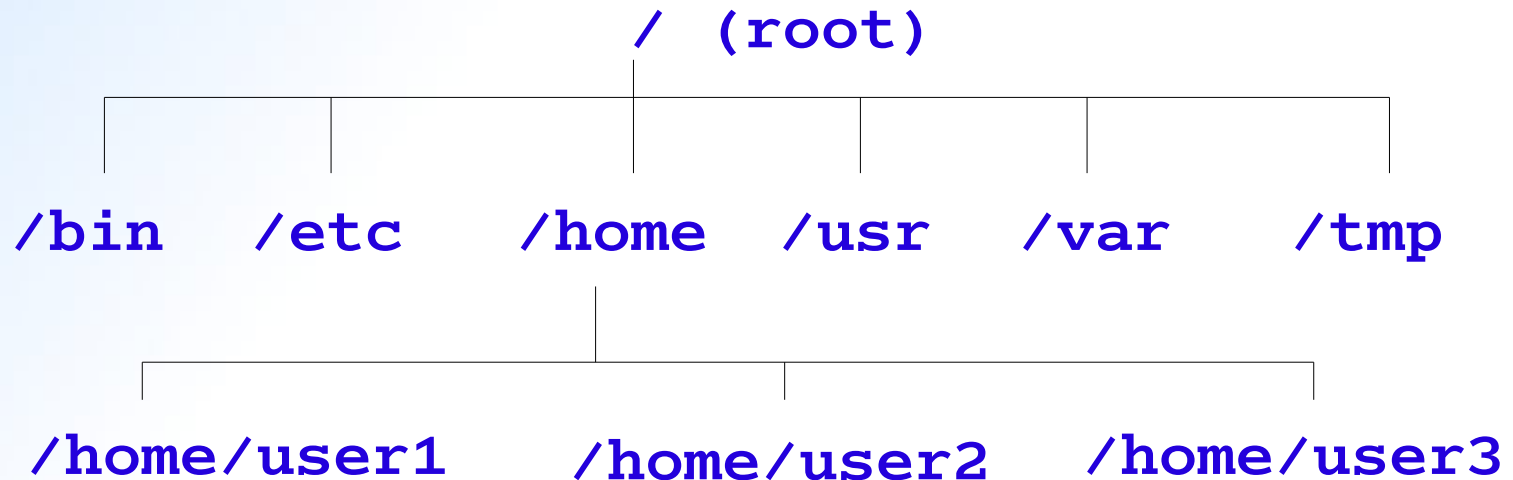 / (root)
/bin /etc /home /usr /var /tmp
/home/user1 /home/user2 /home/user3